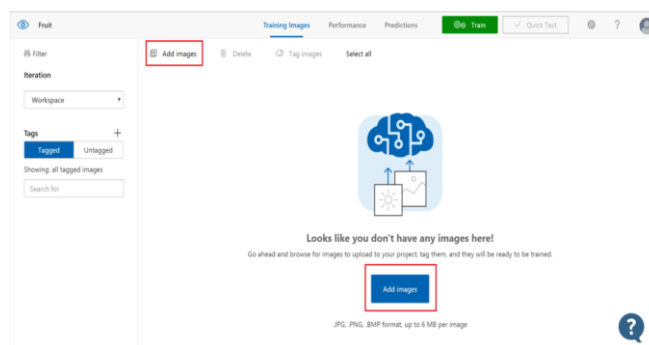 Fruit Training Images Performance Predictions Train Quick Test ?
Filter Add images Delete Tag images Select all
Iteration
Workspace
Tags +
Tagged Untagged
Showing: all tagged images
Search for
Looks like you don't have any images here!
Go ahead and browse for images to upload to your project, tag them, and they will be ready to be trained.
Add images
.JPG, .PNG, .BMP format, up to 6 MB per image
?